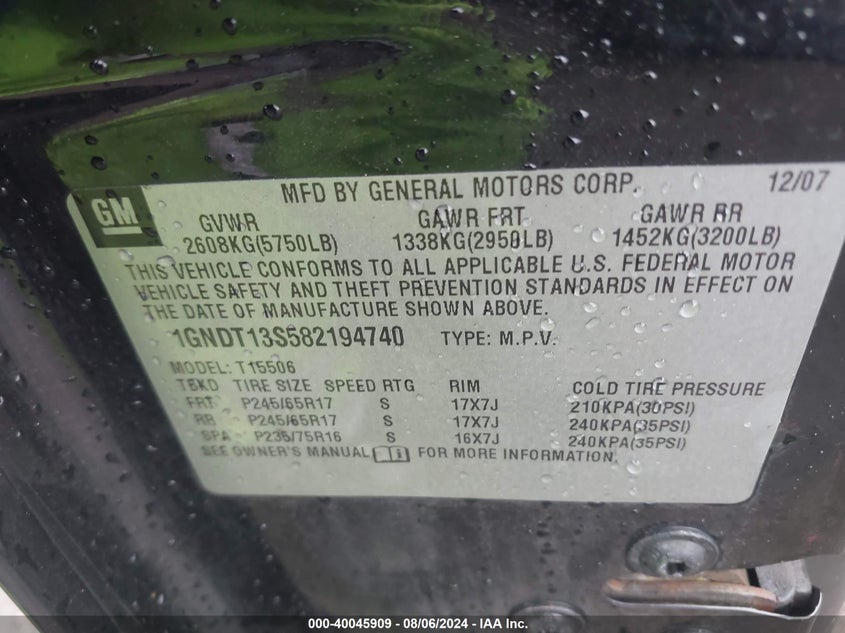 MFD BY GENERAL MOTORS CORP. 12/07
GM
GVWR GAWR FRT GAWR RR
2608KG(5750LB) 1338KG(2950LB) 1452KG(3200LB)
THIS VEHICLE CONFORMS TO ALL APPLICABLE U.S. FEDERAL MOTOR
VEHICLE SAFETY AND THEFT PREVENTION STANDARDS IN EFFECT ON
THE DATE OF MANUFACTURE SHOWN ABOVE.
1GNDT13S582194740 TYPE: M.P.V.
MODEL: T15506
TBKD TIRE SIZE SPEED RTG RIM COLD TIRE PRESSURE
FRT P245/65R17 S 17X7J 210KPA(30PSI)
RR P245/65R17 S 17X7J 240KPA(35PSI)
SPA P235/75R16 S 16X7J 240KPA(35PSI)
SEE OWNER'S MANUAL i FOR MORE INFORMATION.
000-40045909 - 08/06/2024 - IAA Inc.